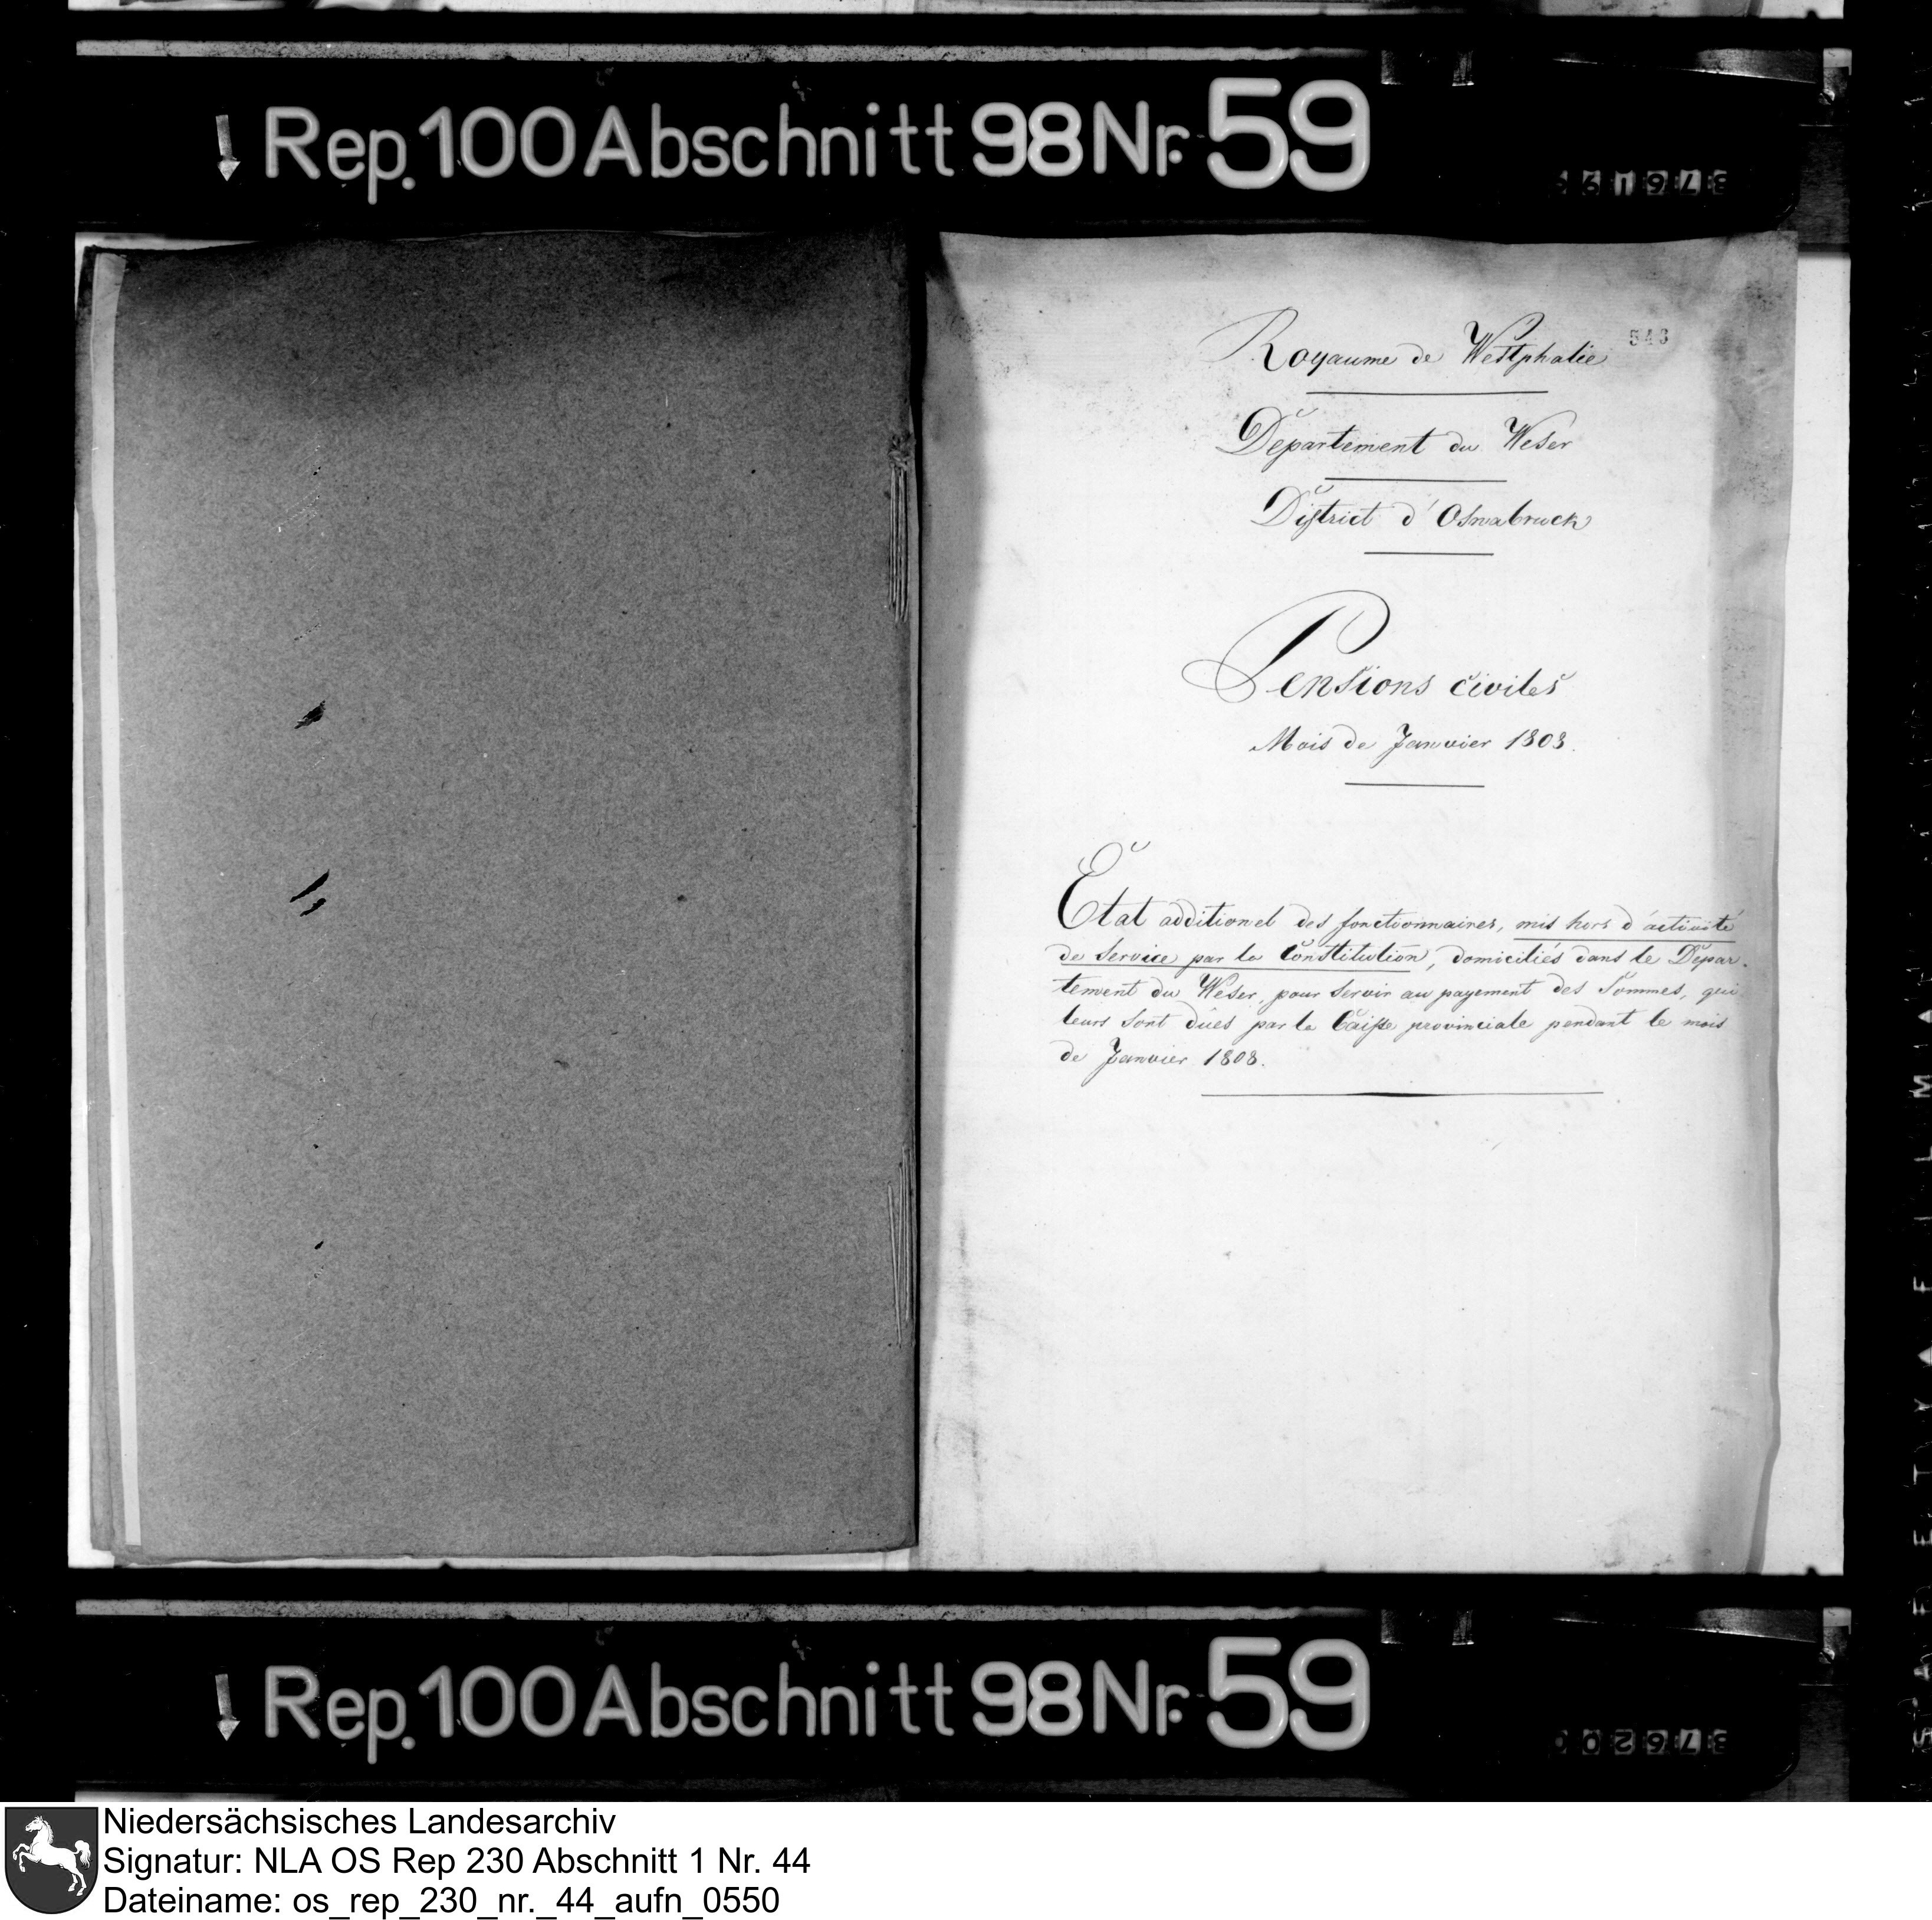 Rep. 100 Abschnitt 98 Nr. 59
543
Royaume de Westphalie
Departement du Weser
District d'Osnabruck
Pensions civiles
Mois de Janvier 1808.
Etat additionel des fonctionnaires, mis hors d'activité
de Service par la Constitution, domiciliés dans le Depar-
tement du Weser, pour servir au payement des Sommes, qui
leurs sont dûes par la Caisse provinciale pendant le mois
de Janvier 1808.
Rep. 100 Abschnitt 98 Nr. 59
376200
Niedersächsisches Landesarchiv
Signatur: NLA OS Rep 230 Abschnitt 1 Nr. 44
Dateiname: os_rep_230_nr._44_aufn_0550